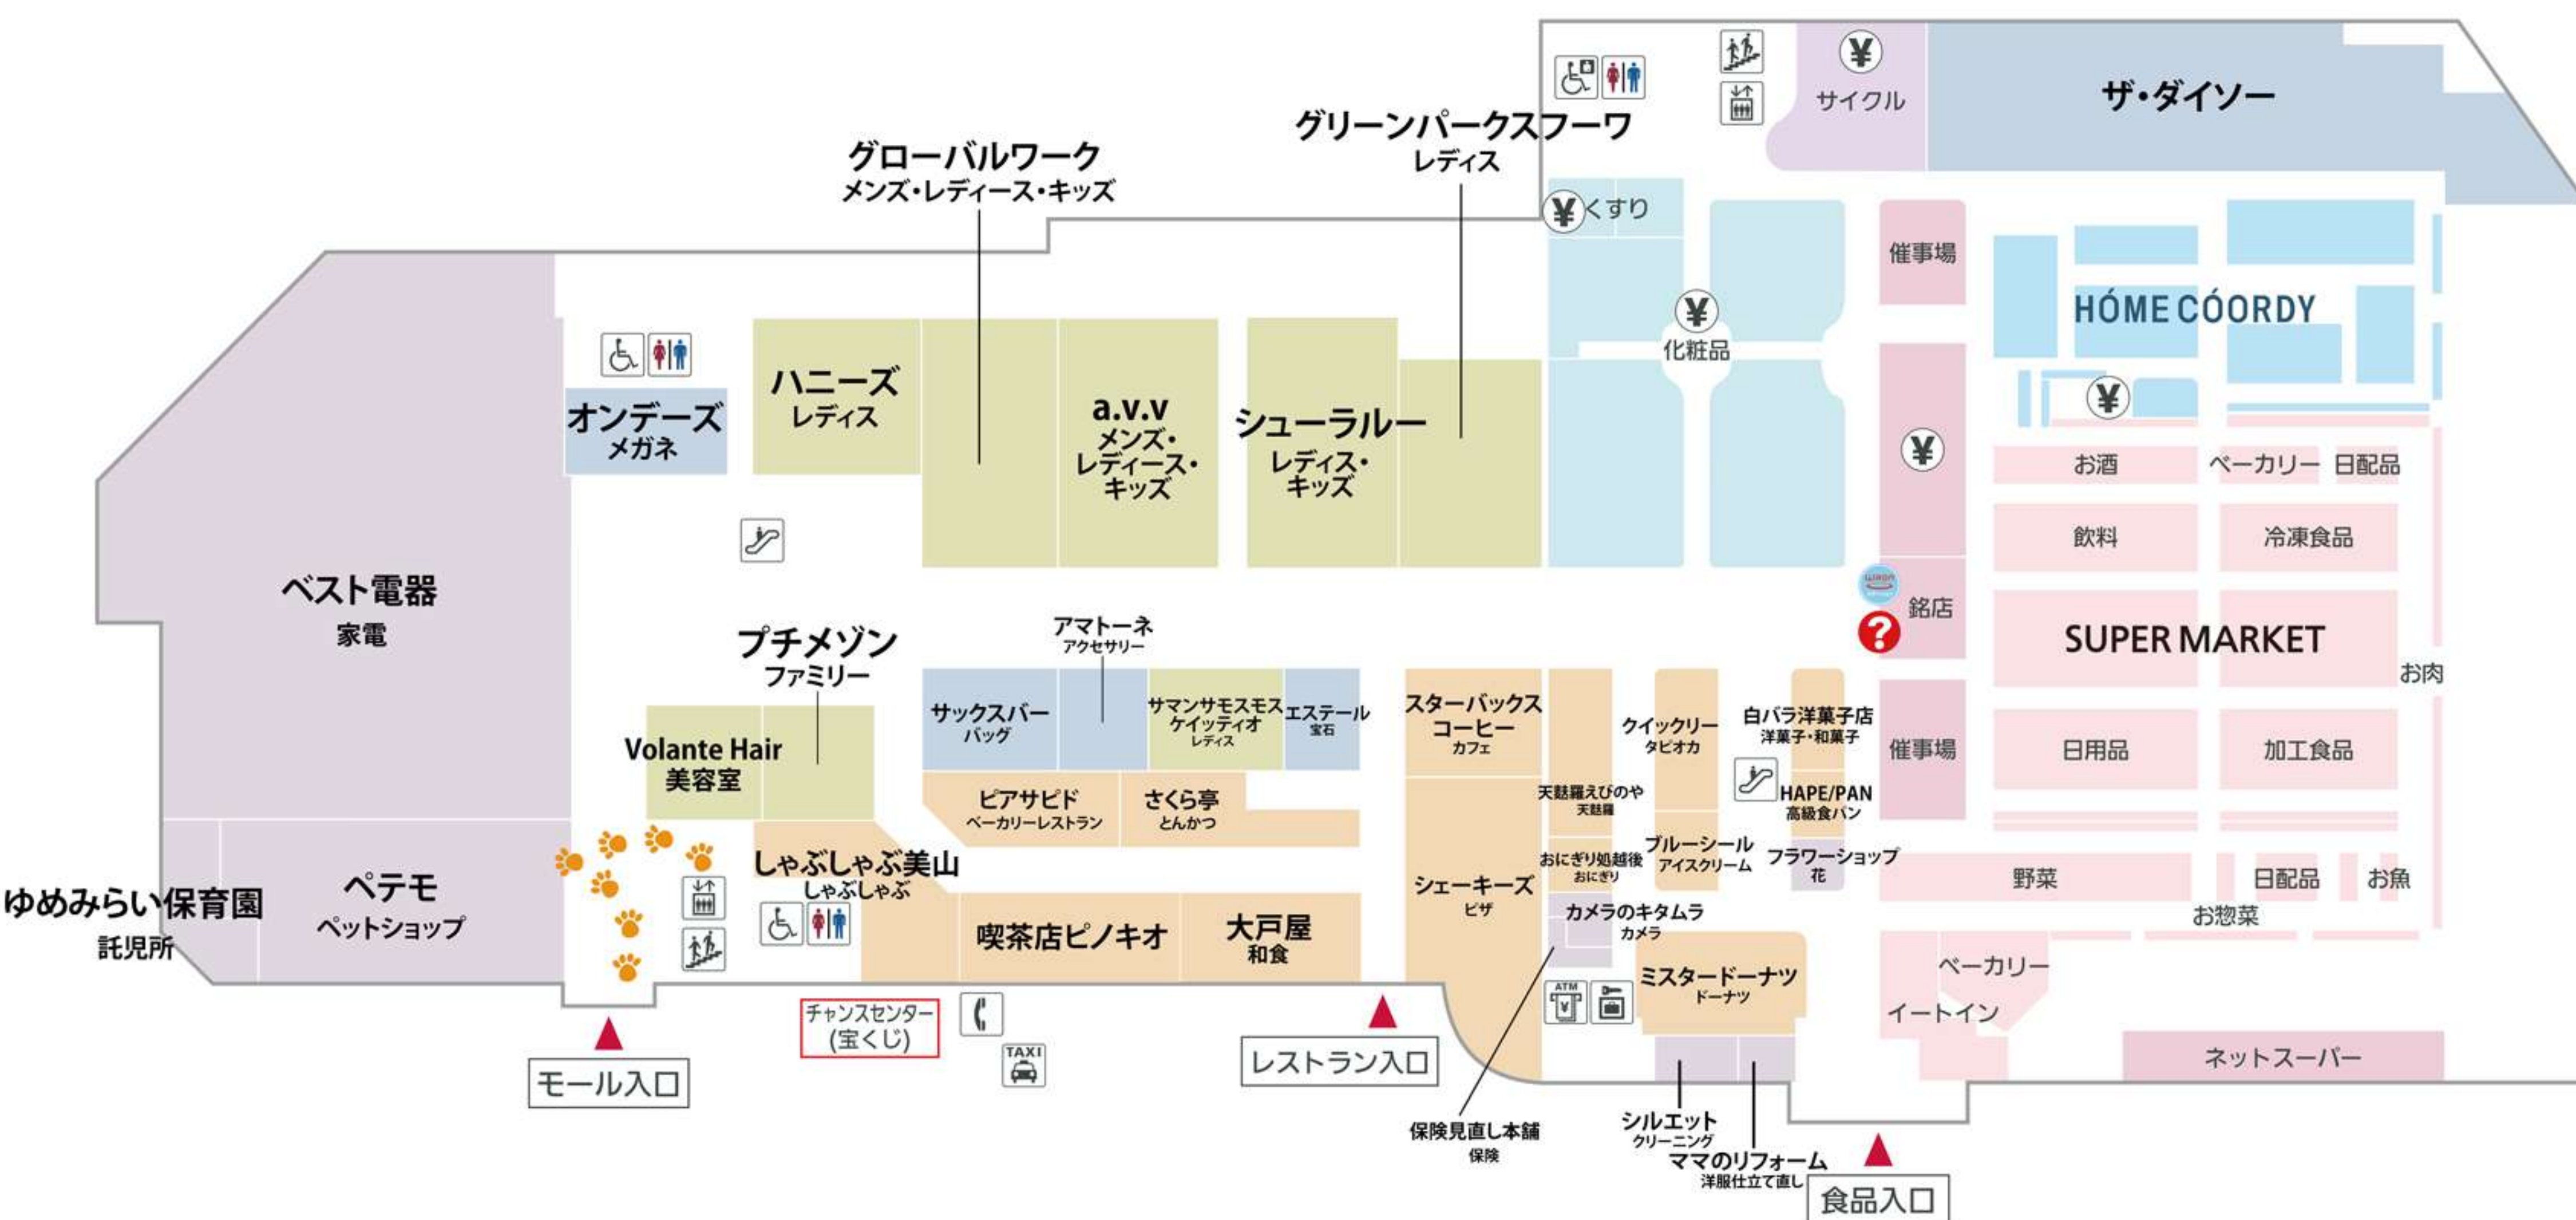 サイクル
ザ・ダイソー
グリーンパークスフーワ
レディス
グローバルワーク
メンズ・レディース・キッズ
¥
¥
くすり
催事場
HÓME CÓORDY
¥
化粧品
¥
ハニーズ
レディス
a.v.v
メンズ・
レディース・
キッズ
シューラルー
レディス・
キッズ
オンデーズ
メガネ
¥
お酒
ベーカリー
日配品
飲料
冷凍食品
ベスト電器
家電
WAON
?
銘店
SUPER MARKET
お肉
プチメゾン
ファミリー
アマトーネ
アクセサリー
Volante Hair
美容室
サックスバー
バッグ
サマンサモスモス
ケイッティオ
レディス
エステール
宝石
スターバックス
コーヒー
カフェ
クイックリー
タピオカ
白バラ洋菓子店
洋菓子・和菓子
催事場
日用品
加工食品
ピアサピド
ベーカリーレストラン
さくら亭
とんかつ
天麩羅えびのや
天麩羅
HAPE/PAN
高級食パン
しゃぶしゃぶ美山
しゃぶしゃぶ
シェーキーズ
ピザ
おにぎり処越後
おにぎり
ブルーシール
アイスクリーム
フラワーショップ
花
野菜
日配品
お魚
お惣菜
ゆめみらい保育園
託児所
ペテモ
ペットショップ
喫茶店ピノキオ
大戸屋
和食
カメラのキタムラ
カメラ
ATM
¥
ミスタードーナツ
ドーナツ
ベーカリー
イートイン
ネットスーパー
チャンスセンター
(宝くじ)
TAXI
モール入口
レストラン入口
保険見直し本舗
保険
シルエット
クリーニング
ママのリフォーム
洋服仕立て直し
食品入口